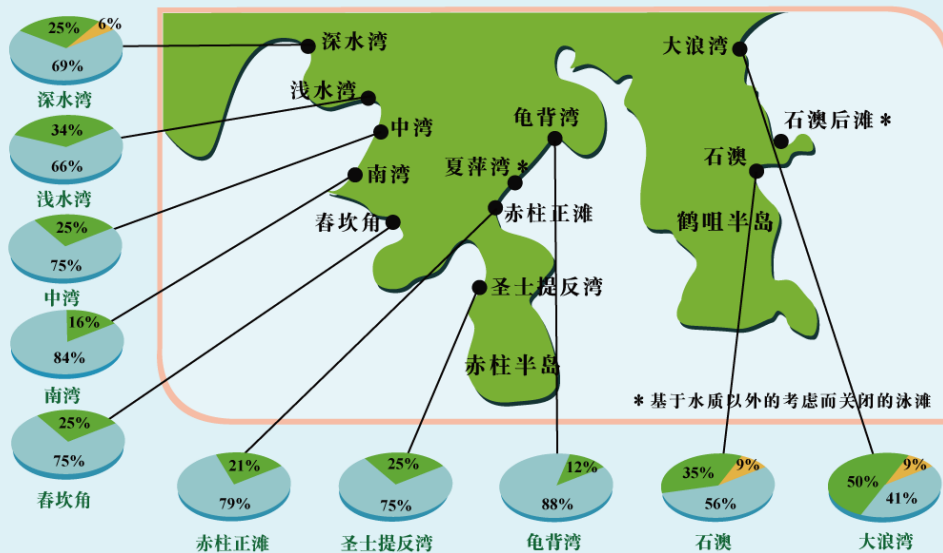 25%
6%
69%
深水湾
34%
66%
浅水湾
25%
75%
中湾
16%
84%
南湾
25%
75%
舂坎角
深水湾
浅水湾
中湾
南湾
舂坎角
龟背湾
夏萍湾*
赤柱正滩
圣士提反湾
赤柱半岛
大浪湾
石澳后滩*
石澳
鹤咀半岛
*基于水质以外的考虑而关闭的泳滩
21%
79%
赤柱正滩
25%
75%
圣士提反湾
12%
88%
龟背湾
35%
9%
56%
石澳
50%
9%
41%
大浪湾